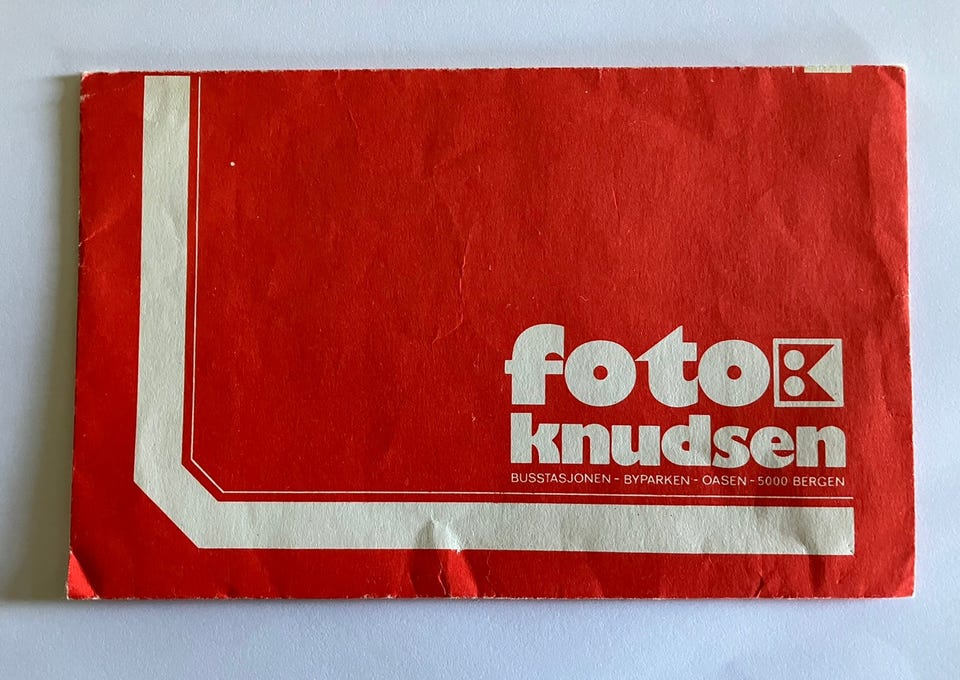 foto K
knudsen
BUSSTASJONEN - BYPARKEN - OASEN - 5000 BERGEN